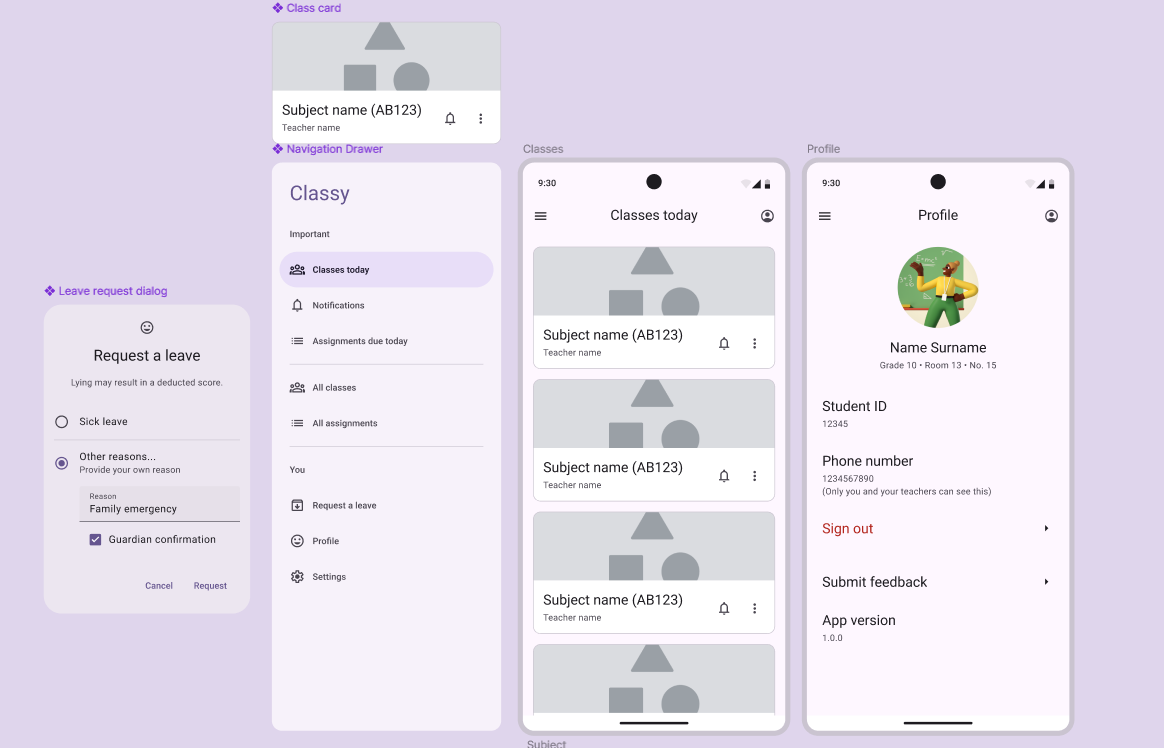 Class card
Subject name (AB123)
Teacher name
Navigation Drawer
Classy
Important
Classes today
Notifications
Assignments due today
All classes
All assignments
You
Request a leave
Profile
Settings
Leave request dialog
Request a leave
Lying may result in a deducted score.
Sick leave
Other reasons...
Provide your own reason
Reason
Family emergency
Guardian confirmation
Cancel Request
Classes
9:30
Classes today
Subject name (AB123)
Teacher name
Subject name (AB123)
Teacher name
Subject name (AB123)
Teacher name
Subject
Profile
9:30
Profile
Name Surname
Grade 10 • Room 13 • No. 15
Student ID
12345
Phone number
1234567890
(Only you and your teachers can see this)
Sign out
Submit feedback
App version
1.0.0